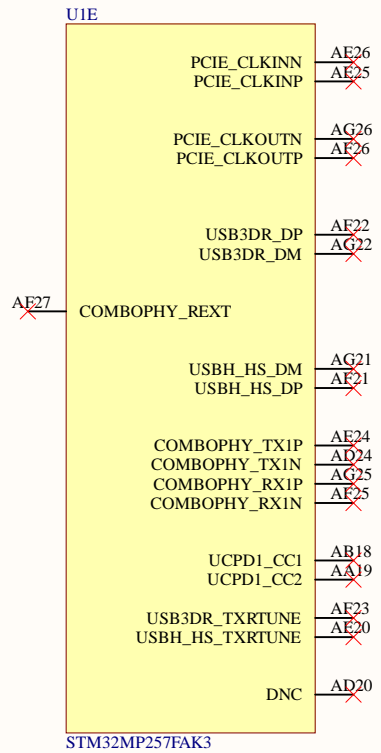 U1E
PCIE_CLKINN AE26
PCIE_CLKINP AE25
PCIE_CLKOUTN AG26
PCIE_CLKOUTP AF26
USB3DR_DP AF22
USB3DR_DM AG22
AF27 COMBOPHY_REXT
USBH_HS_DM AG21
USBH_HS_DP AF21
COMBOPHY_TX1P AE24
COMBOPHY_TX1N AD24
COMBOPHY_RX1P AG25
COMBOPHY_RX1N AF25
UCPD1_CC1 AB18
UCPD1_CC2 AA19
USB3DR_TXRTUNE AF23
USBH_HS_TXRTUNE AE20
DNC AD20
STM32MP257FAK3